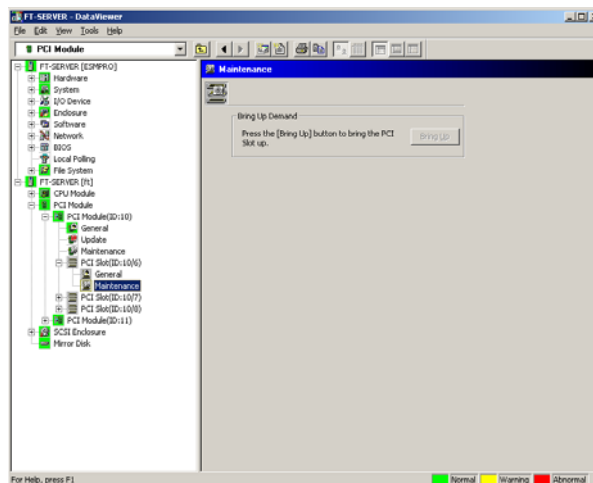 FT-SERVER - DataViewer
File Edit View Tools Help
PCI Module
FT-SERVER [ESMPRO]
Hardware
System
I/O Device
Enclosure
Software
Network
BIOS
Local Polling
File System
FT-SERVER [ft]
CPU Module
PCI Module
PCI Module(ID:10)
General
Update
Maintenance
PCI Slot(ID:10/6)
General
Maintenance
PCI Slot(ID:10/7)
PCI Slot(ID:10/8)
PCI Module(ID:11)
SCSI Enclosure
Mirror Disk
Maintenance
Bring Up Demand
Press the [Bring Up] button to bring the PCI
Slot up.
Bring Up
For Help, press F1
Normal Warning Abnormal